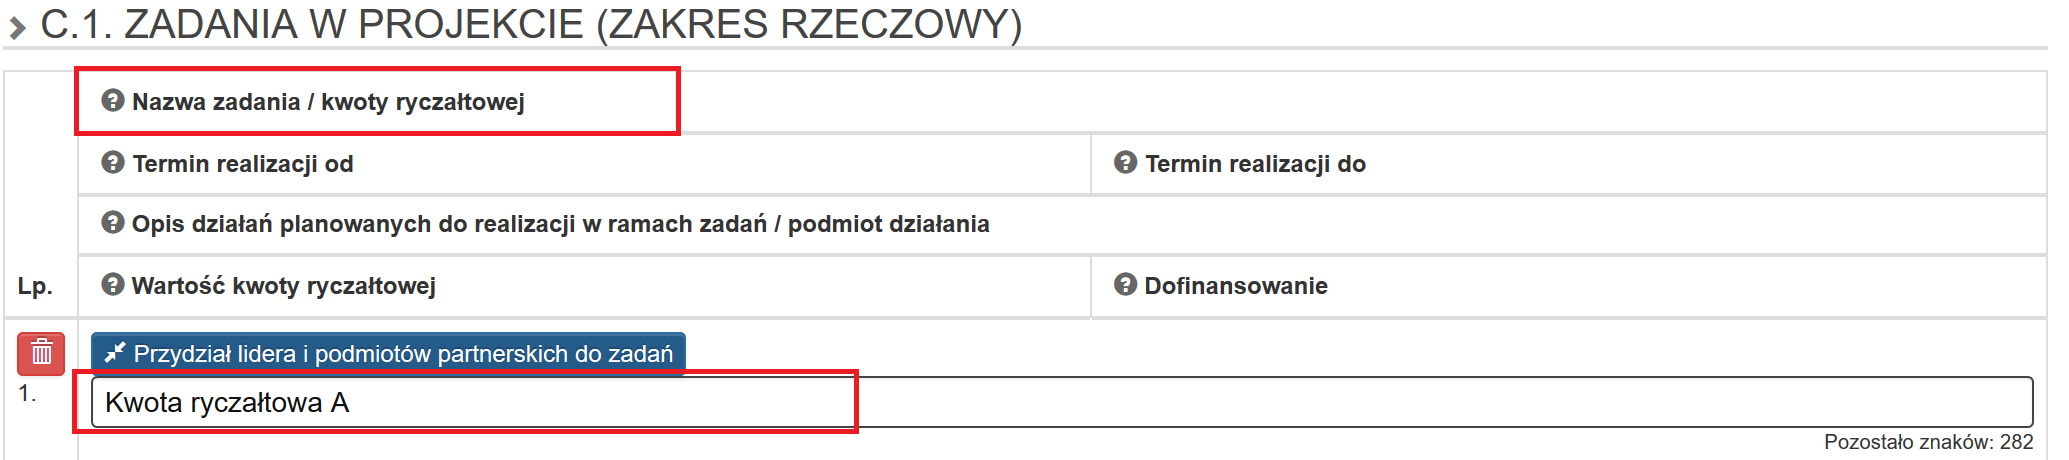 C.1. ZADANIA W PROJEKCIE (ZAKRES RZECZOWY)
Nazwa zadania / kwoty ryczałtowej
Termin realizacji od
Termin realizacji do
Opis działań planowanych do realizacji w ramach zadań / podmiot działania
Lp.
Wartość kwoty ryczałtowej
Dofinansowanie
Przydział lidera i podmiotów partnerskich do zadań
1.
Kwota ryczałtowa A
Pozostało znaków: 282